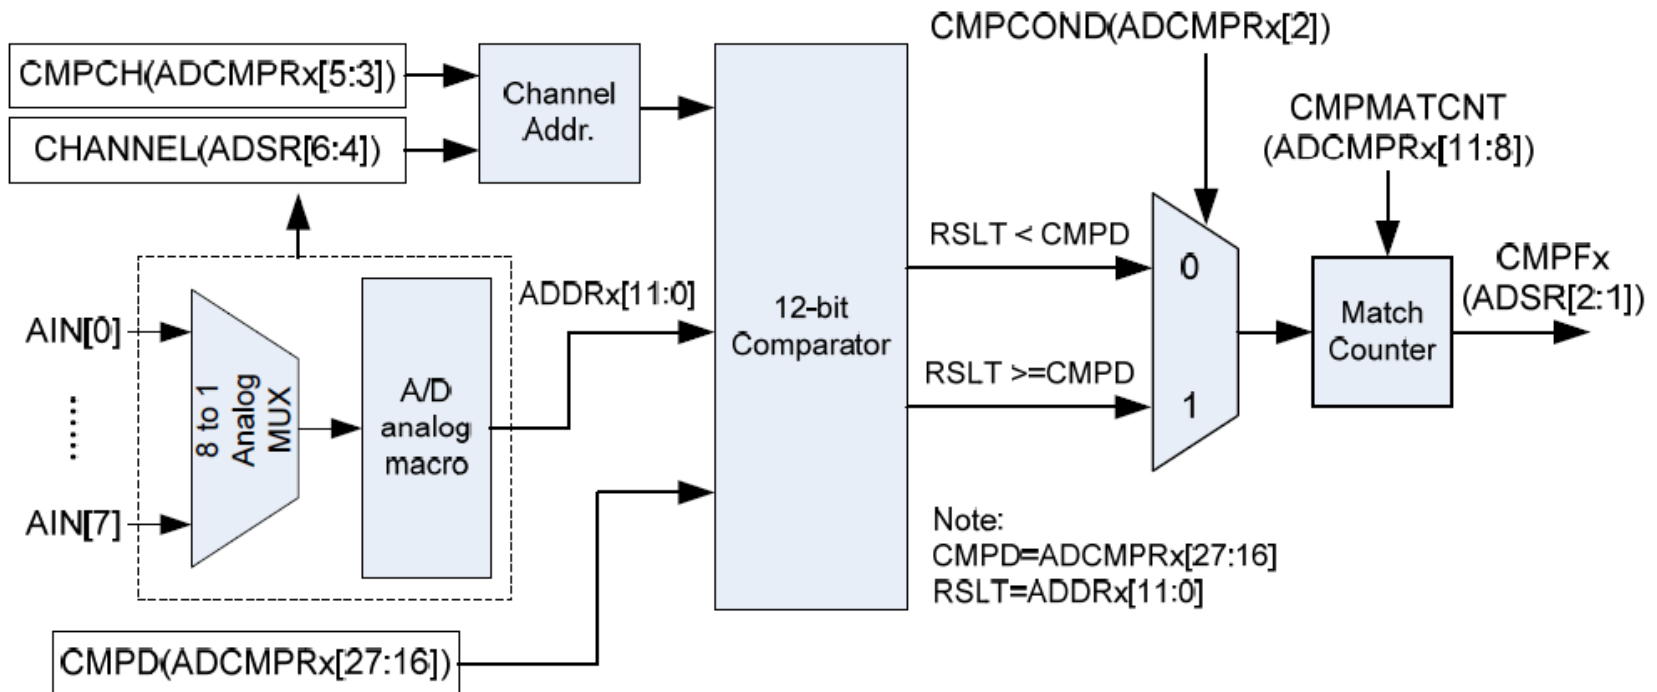 CMPCOND(ADCMPRx[2])
CMPCH(ADCMPRx[5:3])
CHANNEL(ADSR[6:4])
Channel
Addr.
CMPMATCNT
(ADCMPRx[11:8])
AIN[0]
......
AIN[7]
8 to 1
Analog
MUX
A/D
analog
macro
ADDRx[11:0]
12-bit
Comparator
RSLT < CMPD
RSLT >=CMPD
0
1
Match
Counter
CMPFx
(ADSR[2:1])
Note:
CMPD=ADCMPRx[27:16]
RSLT=ADDRx[11:0]
CMPD(ADCMPRx[27:16])